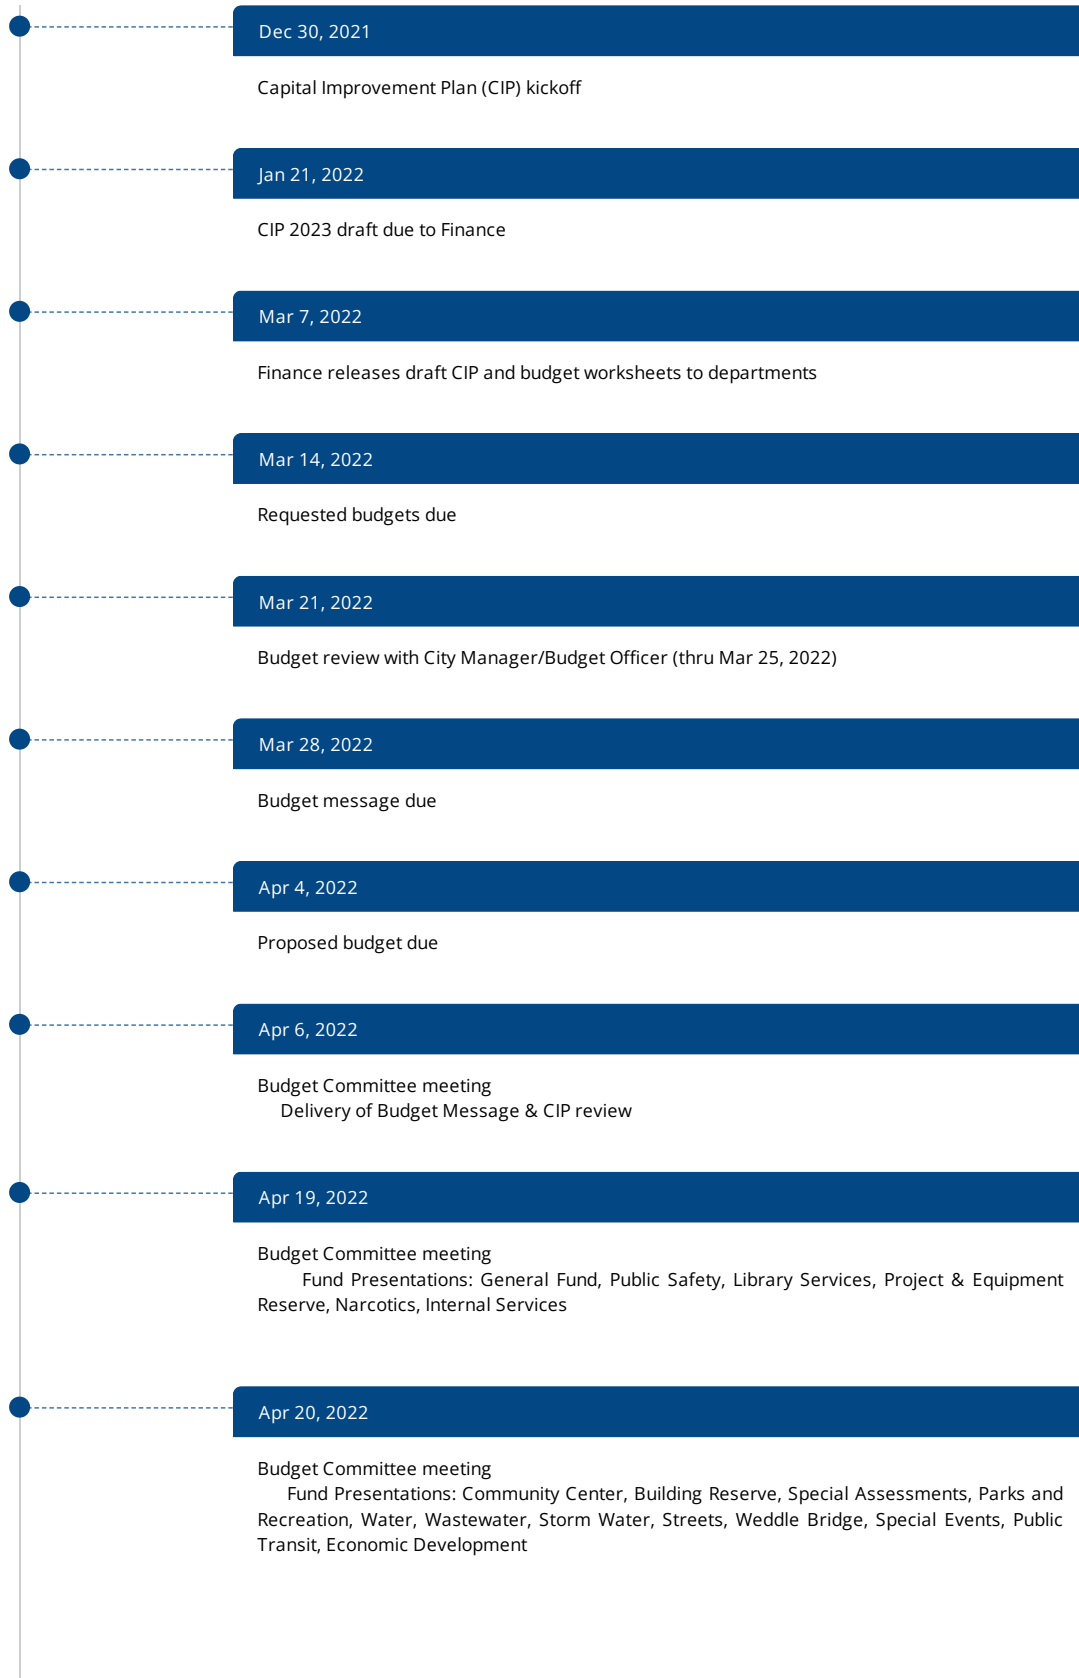 Dec 30, 2021
Capital Improvement Plan (CIP) kickoff
Jan 21, 2022
CIP 2023 draft due to Finance
Mar 7, 2022
Finance releases draft CIP and budget worksheets to departments
Mar 14, 2022
Requested budgets due
Mar 21, 2022
Budget review with City Manager/Budget Officer (thru Mar 25, 2022)
Mar 28, 2022
Budget message due
Apr 4, 2022
Proposed budget due
Apr 6, 2022
Budget Committee meeting
Delivery of Budget Message & CIP review
Apr 19, 2022
Budget Committee meeting
Fund Presentations: General Fund, Public Safety, Library Services, Project & Equipment
Reserve, Narcotics, Internal Services
Apr 20, 2022
Budget Committee meeting
Fund Presentations: Community Center, Building Reserve, Special Assessments, Parks and
Recreation, Water, Wastewater, Storm Water, Streets, Weddle Bridge, Special Events, Public
Transit, Economic Development